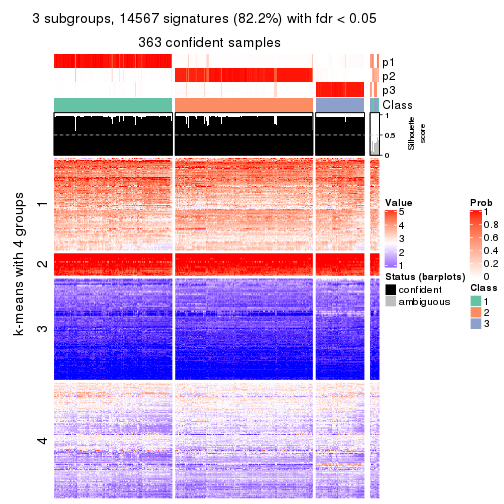 3 subgroups, 14567 signatures (82.2%) with fdr < 0.05
363 confident samples
p1
p2
p3
Class
1
0.5
0
Silhouette
score
k-means with 4 groups
1
2
3
4
Value
5
4
3
2
1
Status (barplots)
confident
ambiguous
Prob
1
0.8
0.6
0.4
0.2
0
Class
1
2
3